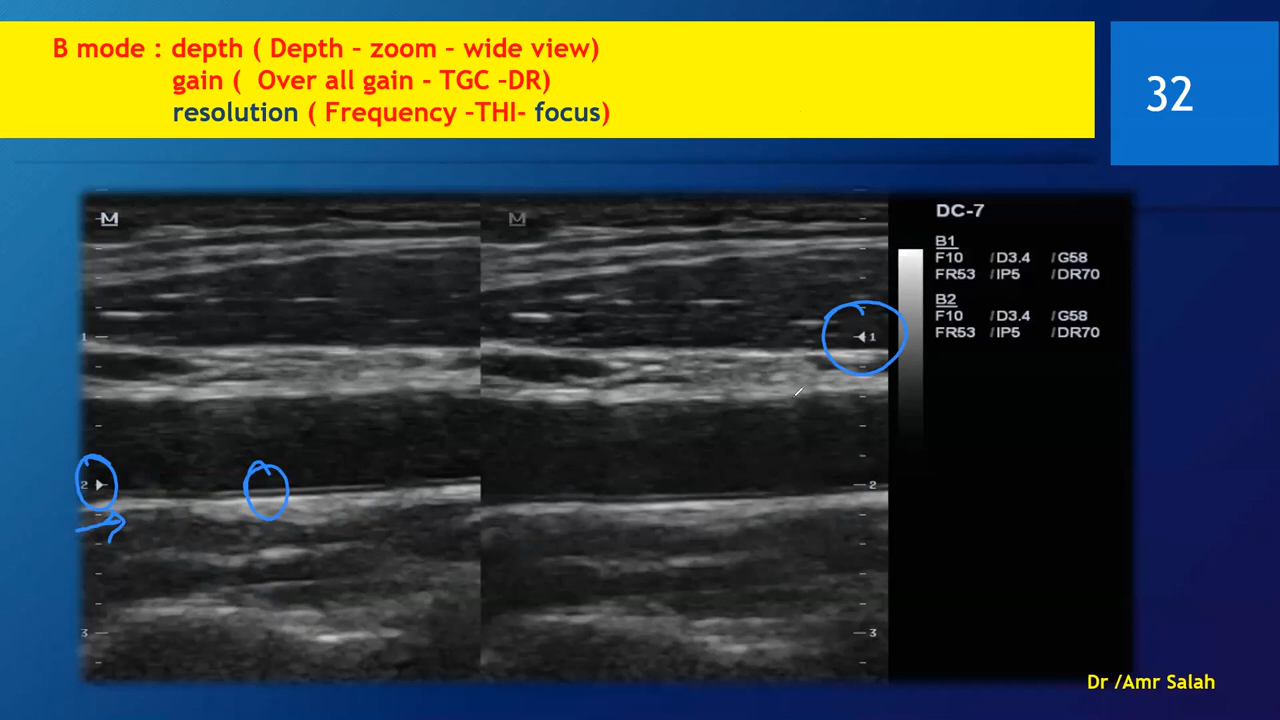 B mode : depth ( Depth – zoom – wide view)
gain ( Over all gain - TGC –DR)
resolution ( Frequency –THI- focus)
32
M
M
DC-7
B1
F10 /D3.4 /G58
FR53 /IP5 /DR70
B2
F10 /D3.4 /G58
FR53 /IP5 /DR70
1
1
2
2
3
3
Dr /Amr Salah